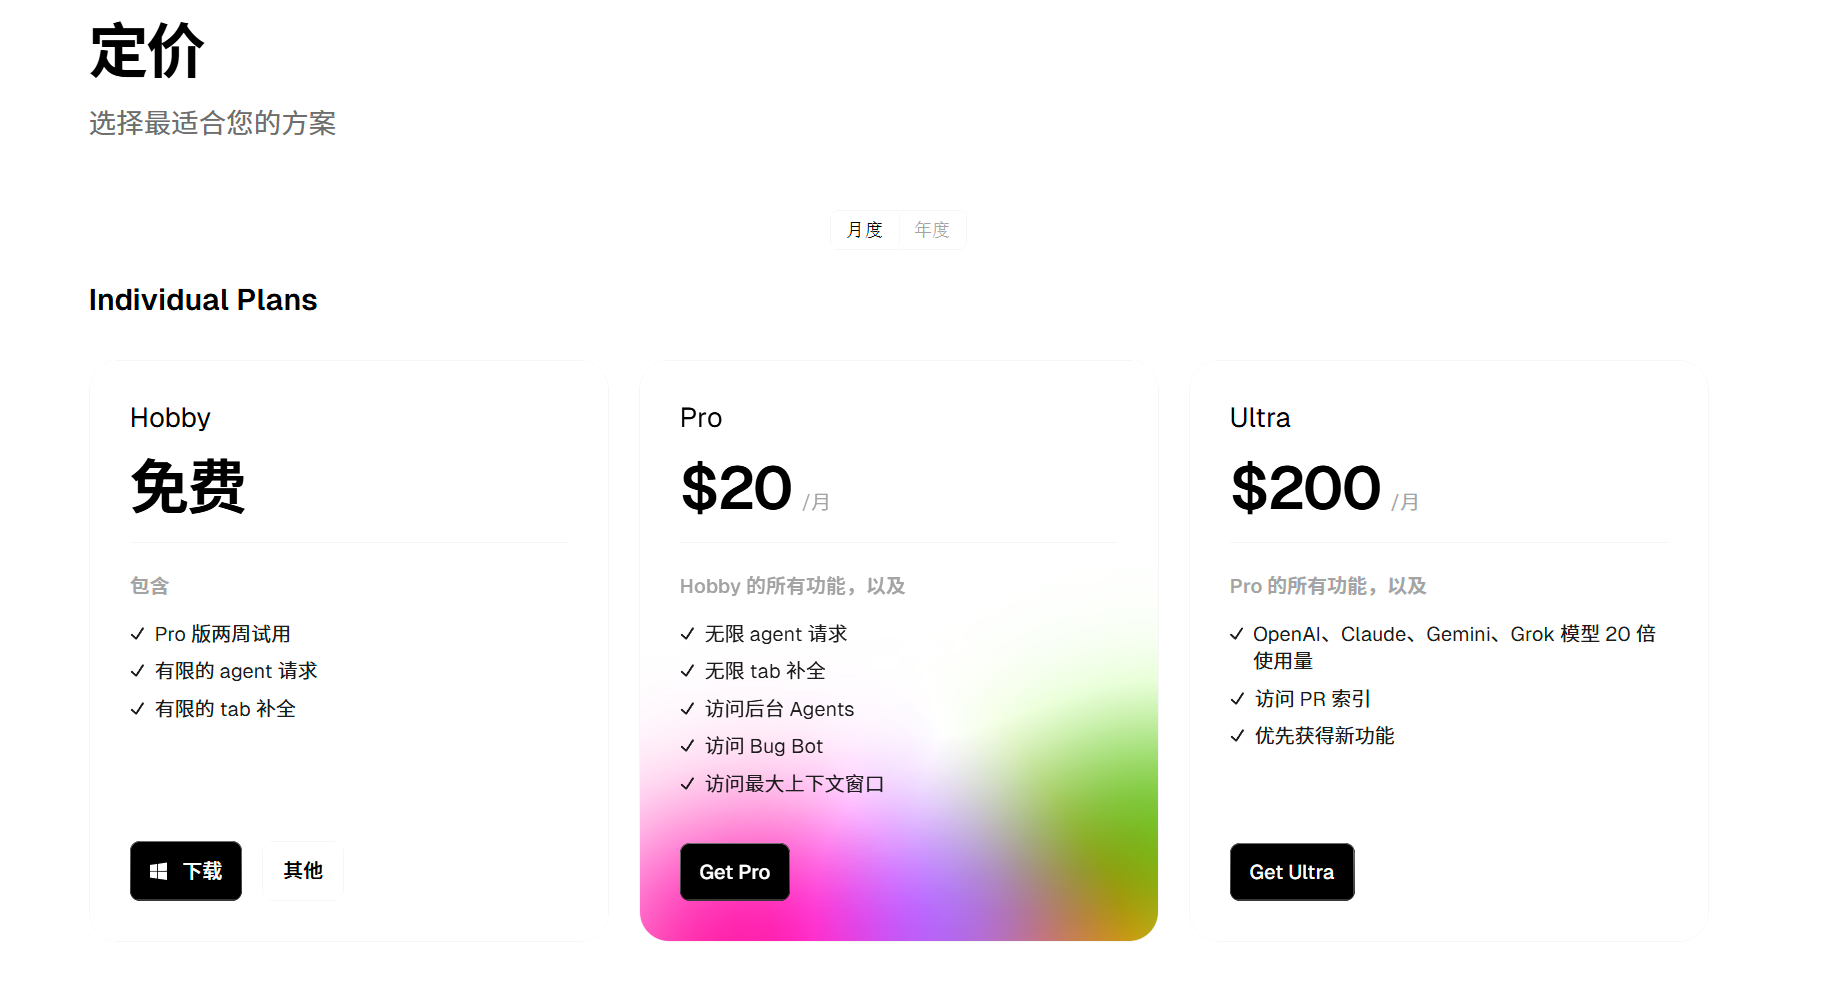 定价
选择最适合您的方案
月度 年度
Individual Plans
Hobby
免费
包含
Pro 版两周试用
有限的 agent 请求
有限的 tab 补全
下载 其他
Pro
$20 /月
Hobby 的所有功能，以及
无限 agent 请求
无限 tab 补全
访问后台 Agents
访问 Bug Bot
访问最大上下文窗口
Get Pro
Ultra
$200 /月
Pro 的所有功能，以及
OpenAI、Claude、Gemini、Grok 模型 20 倍
使用量
访问 PR 索引
优先获得新功能
Get Ultra